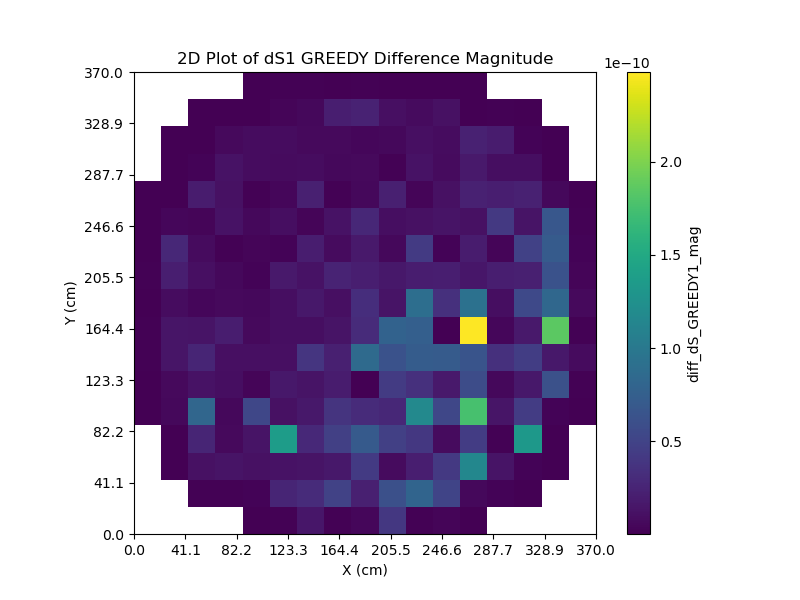 2D Plot of dS1 GREEDY Difference Magnitude
1e−10
370.0
328.9
287.7
246.6
205.5
164.4
123.3
82.2
41.1
0.0
Y (cm)
0.0 41.1 82.2 123.3 164.4 205.5 246.6 287.7 328.9 370.0
X (cm)
2.0
1.5
1.0
0.5
diff_dS_GREEDY1_mag